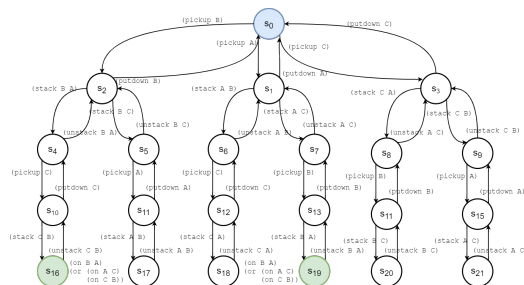 (pickup B)
s0
(putdown C)
(pickup A)
(pickup C)
(putdown B)
(putdown A)
s2
s1
s3
(stack B A)
(stack B C)
(stack A B)
(stack A C)
(stack C A)
(stack C B)
(unstack B A)
(unstack B C)
(unstack A B)
(unstack A C)
(unstack C A)
(unstack C B)
s4
s5
s6
s7
s8
s9
(pickup C)
(pickup A)
(pickup C)
(pickup B)
(pickup B)
(pickup A)
(putdown C)
(putdown A)
(putdown C)
(putdown B)
(putdown B)
(putdown A)
s10
s11
s12
s13
s11
s15
(stack C B)
(stack A B)
(stack C A)
(stack B A)
(stack B C)
(stack A C)
(unstack C B)
(unstack A B)
(unstack C A)
(unstack B A)
(unstack B C)
(unstack A C)
s16
(on B A)
(or (on A C)
(on C B))
s17
s18
(on B A)
(or (on A C)
(on C B))
s19
s20
s21